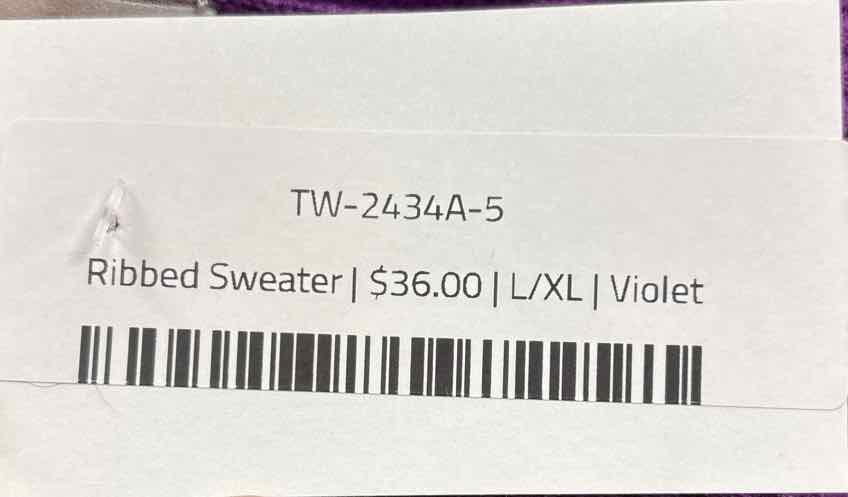 TW-2434A-5
Ribbed Sweater | $36.00 | L/XL | Violet